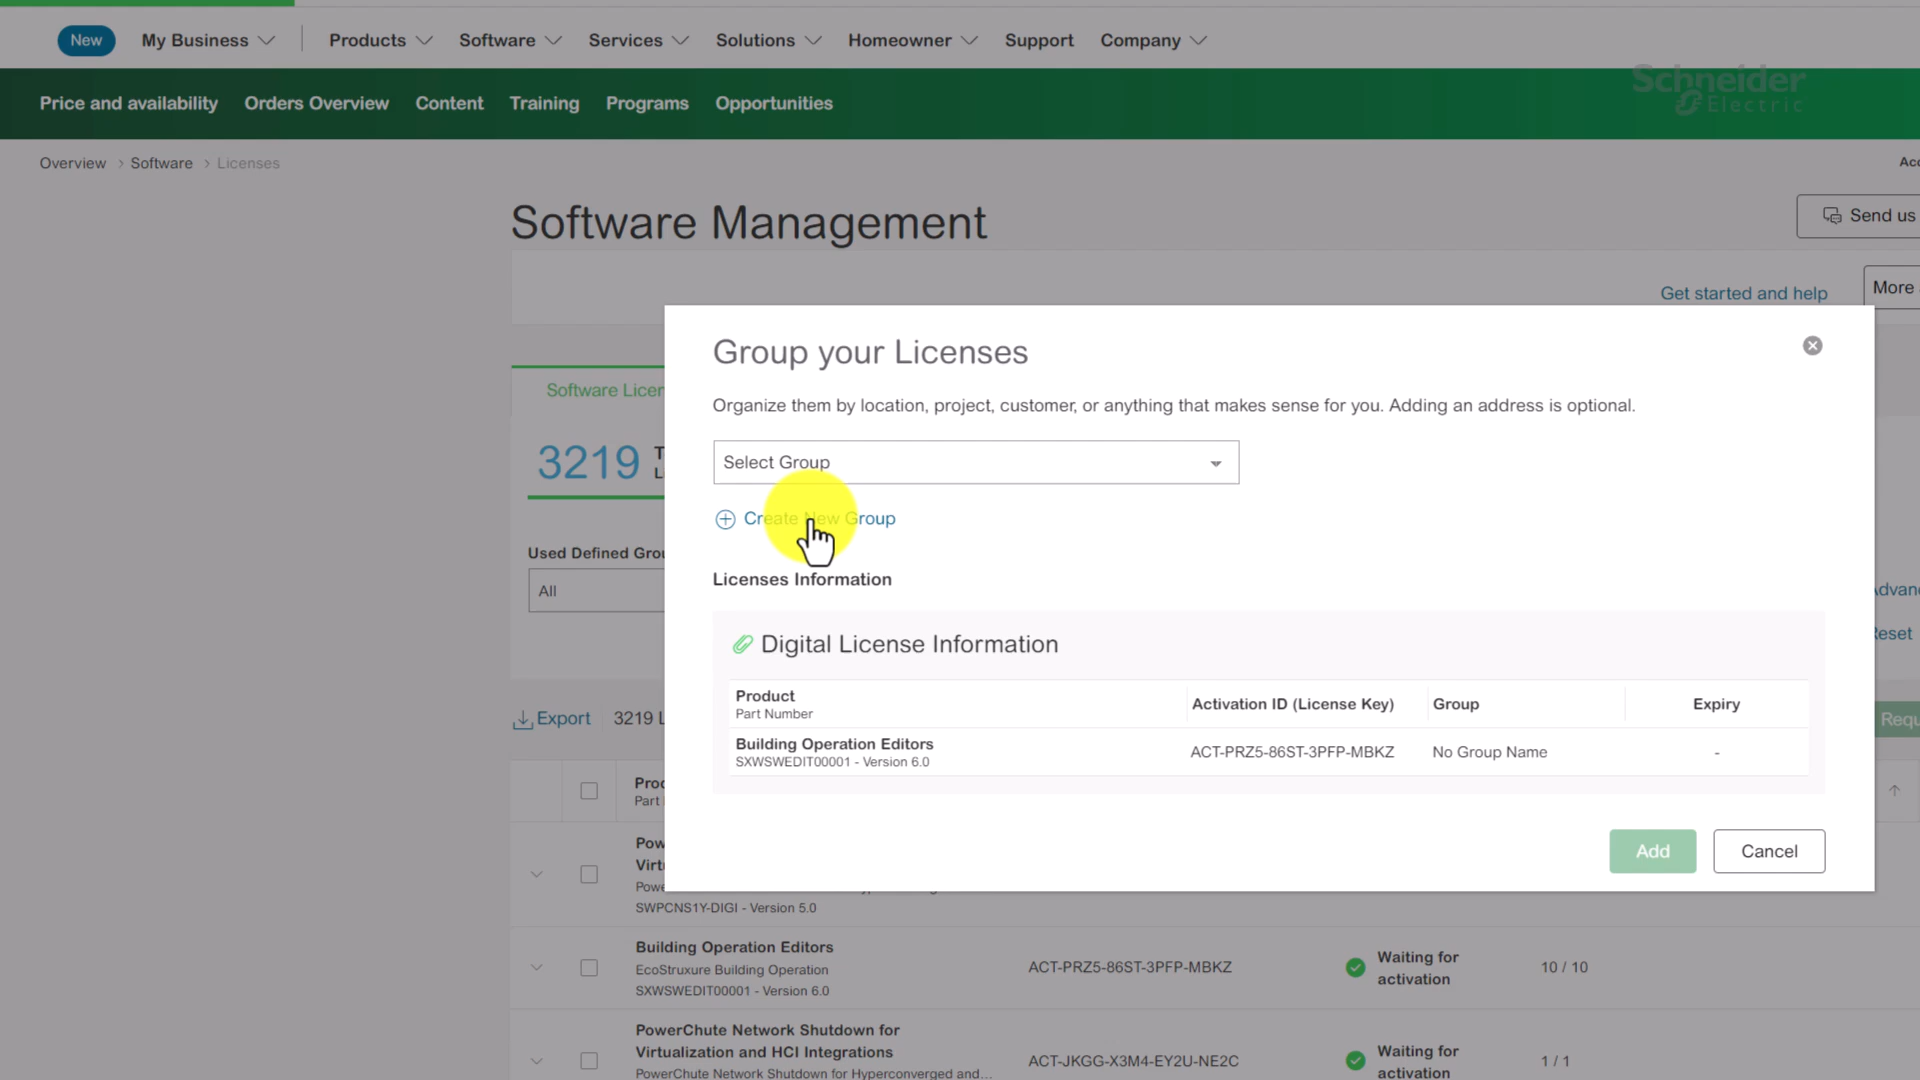 New My Business Products Software Services Solutions Homeowner Support Company
Schneider
Electric
Price and availability Orders Overview Content Training Programs Opportunities
Overview > Software > Licenses
Software Management
Send us
Get started and help
More
Group your Licenses
Organize them by location, project, customer, or anything that makes sense for you. Adding an address is optional.
Software Licen
3219
Select Group
Create New Group
Used Defined Grou
All
Licenses Information
Advan
Reset
Digital License Information
Product
Part Number
Activation ID (License Key) Group Expiry
Building Operation Editors
SXWSWEDIT00001 - Version 6.0
ACT-PRZ5-86ST-3PFP-MBKZ No Group Name -
Export 3219 L
Requ
Proc
Part
Add Cancel
Pow
Virt
Powe
SWPCNS1Y-DIGI - Version 5.0
Building Operation Editors
EcoStruxure Building Operation
SXWSWEDIT00001 - Version 6.0
ACT-PRZ5-86ST-3PFP-MBKZ
Waiting for
activation
10 / 10
PowerChute Network Shutdown for
Virtualization and HCI Integrations
PowerChute Network Shutdown for Hyperconverged and...
ACT-JKGG-X3M4-EY2U-NE2C
Waiting for
activation
1 / 1